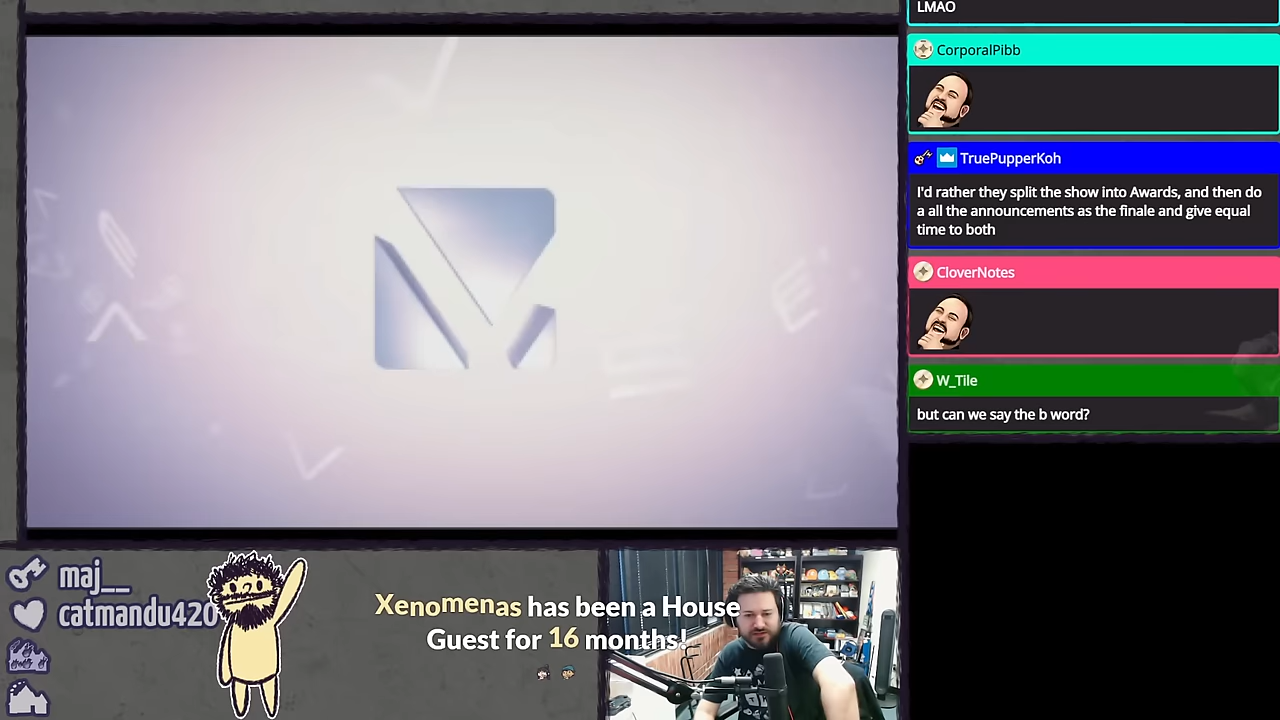 LMAO
CorporalPibb
TruePupperKoh
I'd rather they split the show into Awards, and then do
a all the announcements as the finale and give equal
time to both
CloverNotes
W_Tile
but can we say the b word?
maj__
catmandu420
Xenomenas has been a House
Guest for 16 months!